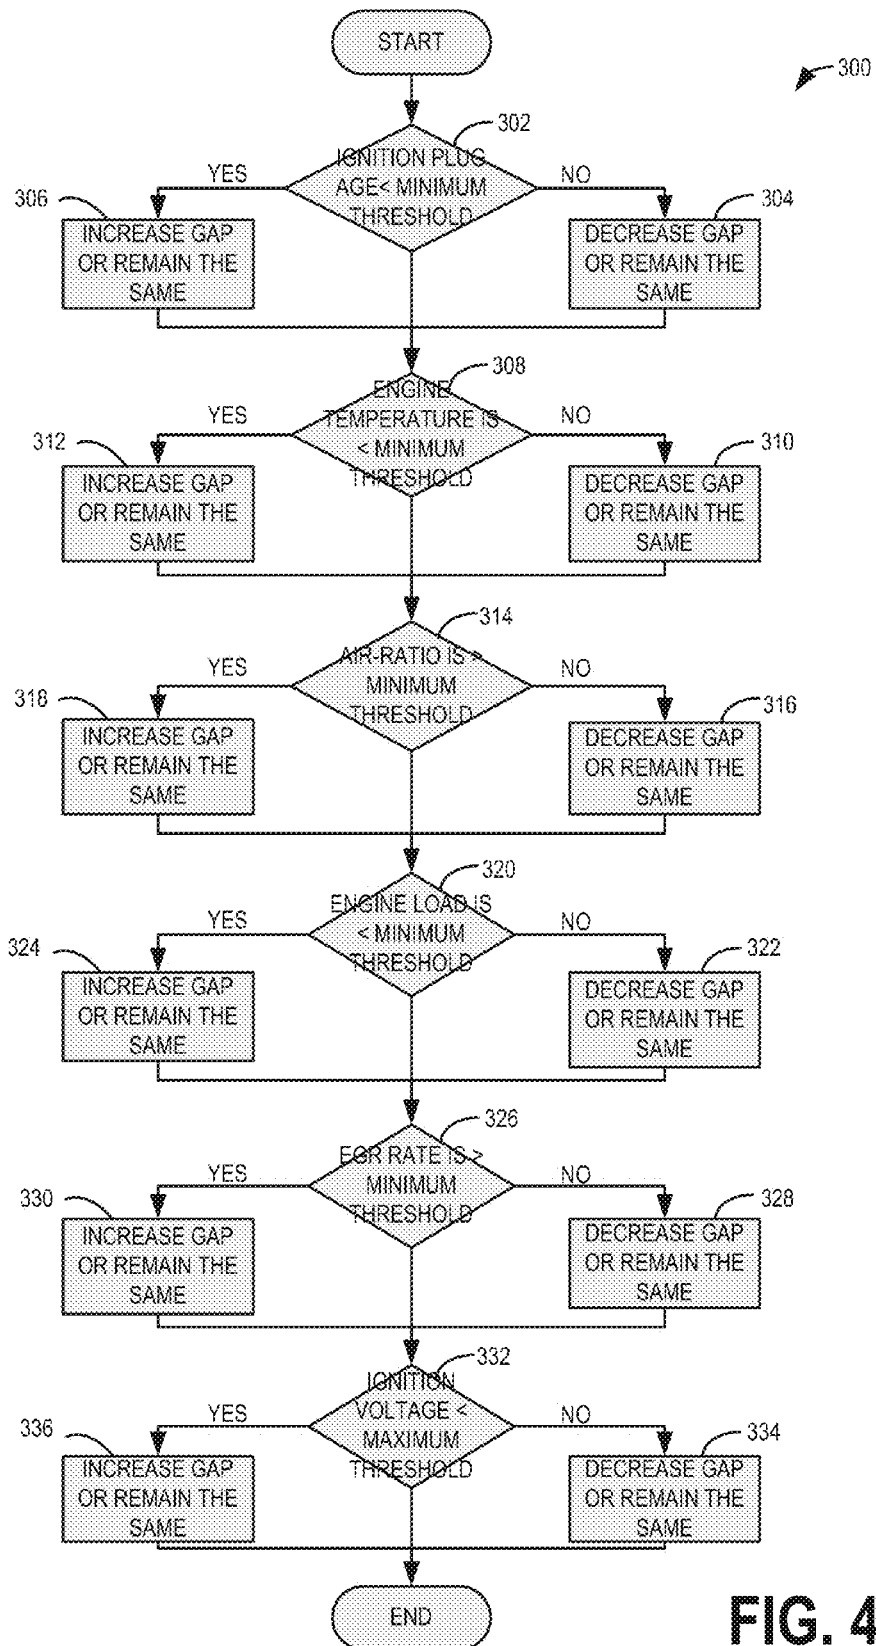 START
300
302
IGNITION PLUG
AGE< MINIMUM
THRESHOLD
YES
NO
306
304
INCREASE GAP
OR REMAIN THE
SAME
DECREASE GAP
OR REMAIN THE
SAME
308
ENGINE
TEMPERATURE IS
< MINIMUM
THRESHOLD
YES
NO
312
310
INCREASE GAP
OR REMAIN THE
SAME
DECREASE GAP
OR REMAIN THE
SAME
314
AIR-RATIO IS >
MINIMUM
THRESHOLD
YES
NO
318
316
INCREASE GAP
OR REMAIN THE
SAME
DECREASE GAP
OR REMAIN THE
SAME
320
ENGINE LOAD IS
< MINIMUM
THRESHOLD
YES
NO
324
322
INCREASE GAP
OR REMAIN THE
SAME
DECREASE GAP
OR REMAIN THE
SAME
326
EGR RATE IS >
MINIMUM
THRESHOLD
YES
NO
330
328
INCREASE GAP
OR REMAIN THE
SAME
DECREASE GAP
OR REMAIN THE
SAME
332
IGNITION
VOLTAGE <
MAXIMUM
THRESHOLD
YES
NO
336
334
INCREASE GAP
OR REMAIN THE
SAME
DECREASE GAP
OR REMAIN THE
SAME
END
FIG. 4